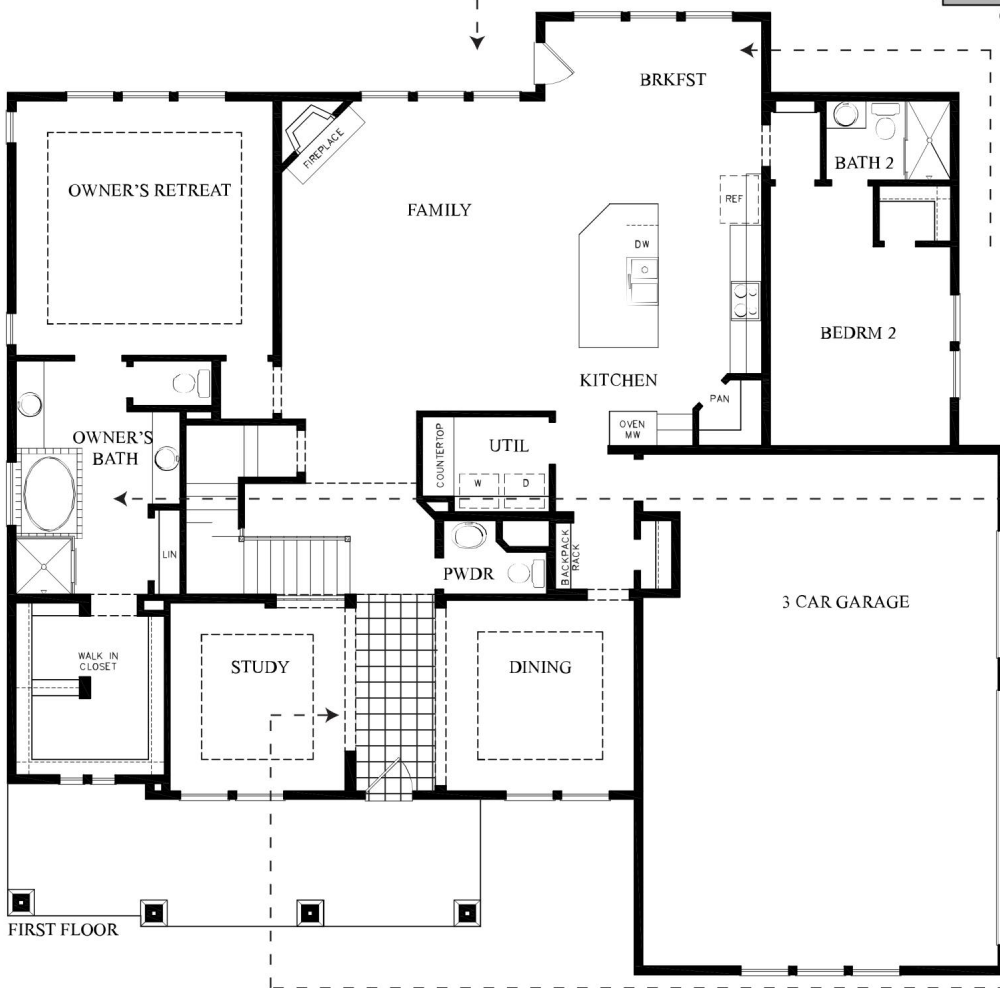 BRKFST
FIREPLACE
BATH 2
OWNER'S RETREAT
REF
FAMILY
DW
BEDRM 2
KITCHEN
PAN
OVEN
MW
OWNER'S
BATH
COUNTERTOP
UTIL
W
D
LIN
BACKPACK
RACK
PWDR
3 CAR GARAGE
WALK IN
CLOSET
STUDY
DINING
FIRST FLOOR